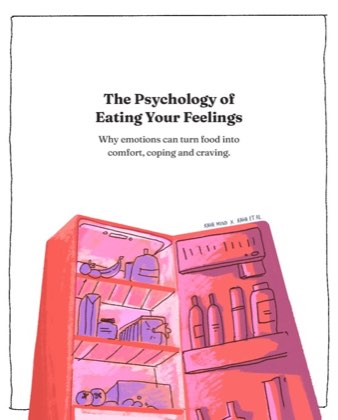 The Psychology of
Eating Your Feelings
Why emotions can turn food into
comfort, coping and craving.